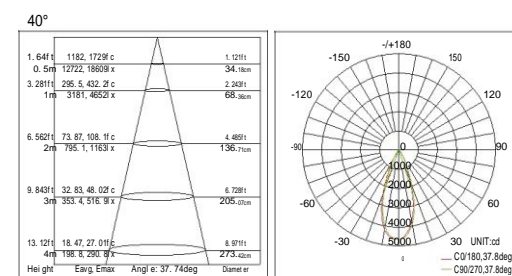 40°
1.64ft 1182, 1729fc 1.121ft
0.5m 12722, 18609lx 34.18cm
3.281ft 295.5, 432.2fc 2.243ft
1m 3181, 4652lx 68.36cm
6.562ft 73.87, 108.1fc 4.485ft
2m 795.1, 1163lx 136.71cm
9.843ft 32.83, 48.02fc 6.728ft
3m 353.4, 516.9lx 205.07cm
13.12ft 18.47, 27.01fc 8.971ft
4m 198.8, 290.8lx 273.42cm
Height Eavg, Emax Angle: 37.74deg Diameter
-/+180
-150 150
-120 120
-90 0 90
1000
2000
-60 3000 60
4000
-30 5000 30 UNIT:cd
0
C0/180,37.8deg
C90/270,37.8deg